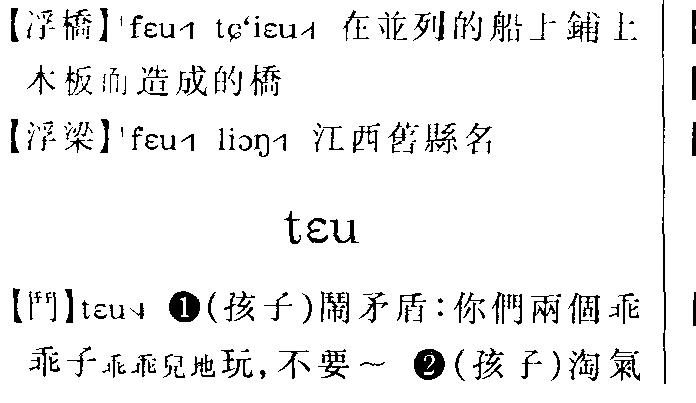 【浮橋】ˈfɛu˧ tɕʻiɛu˧ 在並列的船上鋪上
木板而造成的橋
【浮梁】ˈfɛu˧ liɔŋ˧ 江西舊縣名
tɛu
【鬥】tɛu ❶(孩子)鬧矛盾:你們兩個乖
乖子乖乖兒地玩,不要~ ❷(孩子)淘氣